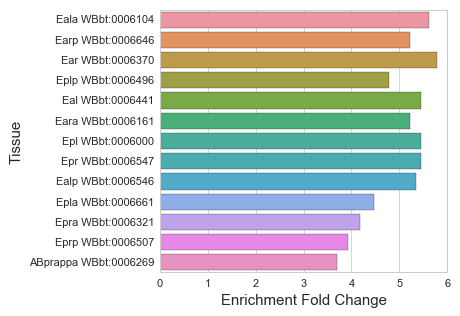 Eala WBbt:0006104
Earp WBbt:0006646
Ear WBbt:0006370
Eplp WBbt:0006496
Eal WBbt:0006441
Eara WBbt:0006161
Epl WBbt:0006000
Epr WBbt:0006547
Ealp WBbt:0006546
Epla WBbt:0006661
Epra WBbt:0006321
Eprp WBbt:0006507
ABprappa WBbt:0006269
Tissue
0 1 2 3 4 5 6
Enrichment Fold Change